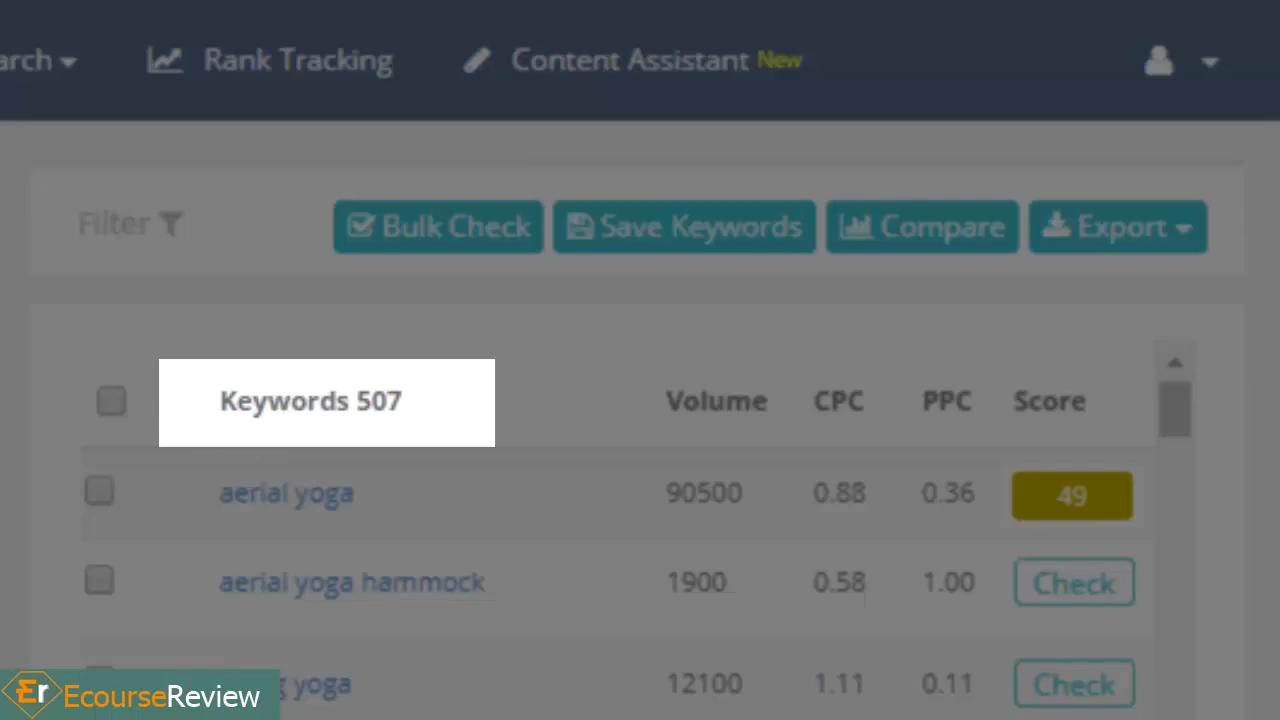 arch Rank Tracking Content Assistant New
Filter Bulk Check Save Keywords Compare Export
Keywords 507 Volume CPC PPC Score
aerial yoga 90500 0.88 0.36 49
aerial yoga hammock 1900 0.58 1.00 Check
yoga 12100 1.11 0.11 Check
Er EcourseReview